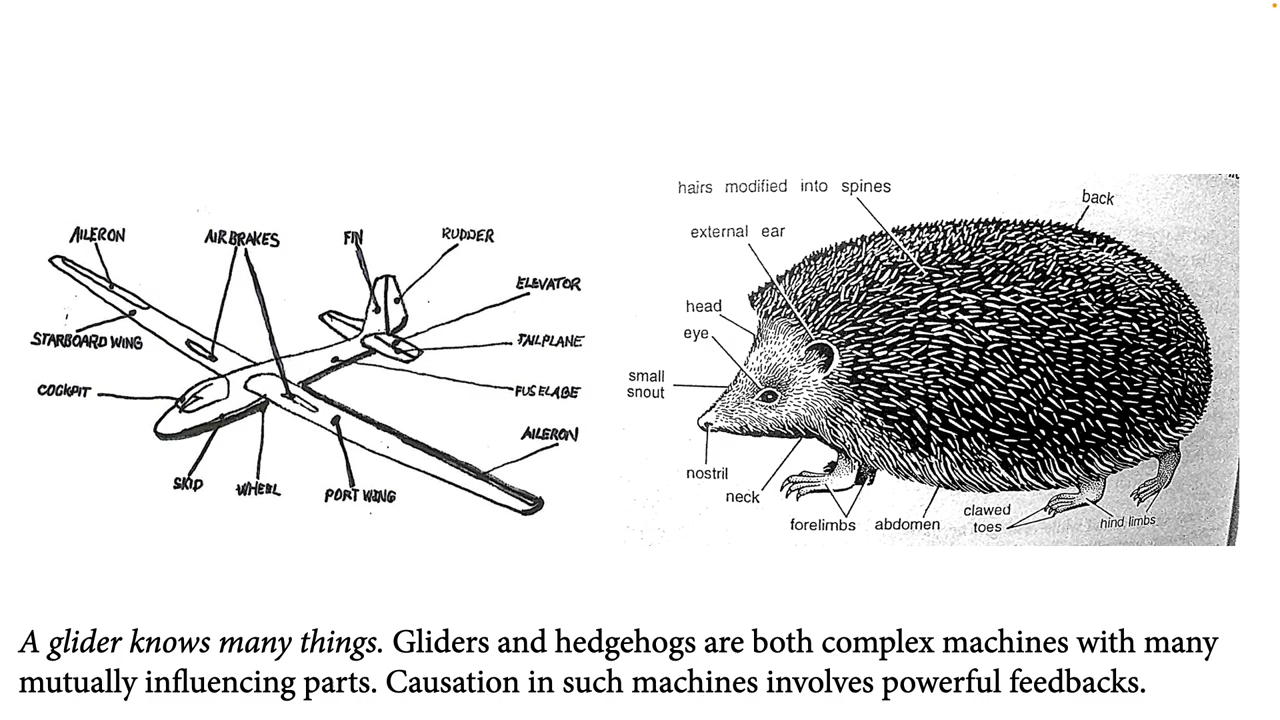 AILERON
AIRBRAKES
FIN
RUDDER
ELEVATOR
STARBOARD WING
TAILPLANE
COCKPIT
FUSELAGE
AILERON
SKID
WHEEL
PORT WING
hairs modified into spines
back
external ear
head
eye
small
snout
nostril
neck
forelimbs
abdomen
clawed
toes
hind limbs
A glider knows many things. Gliders and hedgehogs are both complex machines with many
mutually influencing parts. Causation in such machines involves powerful feedbacks.